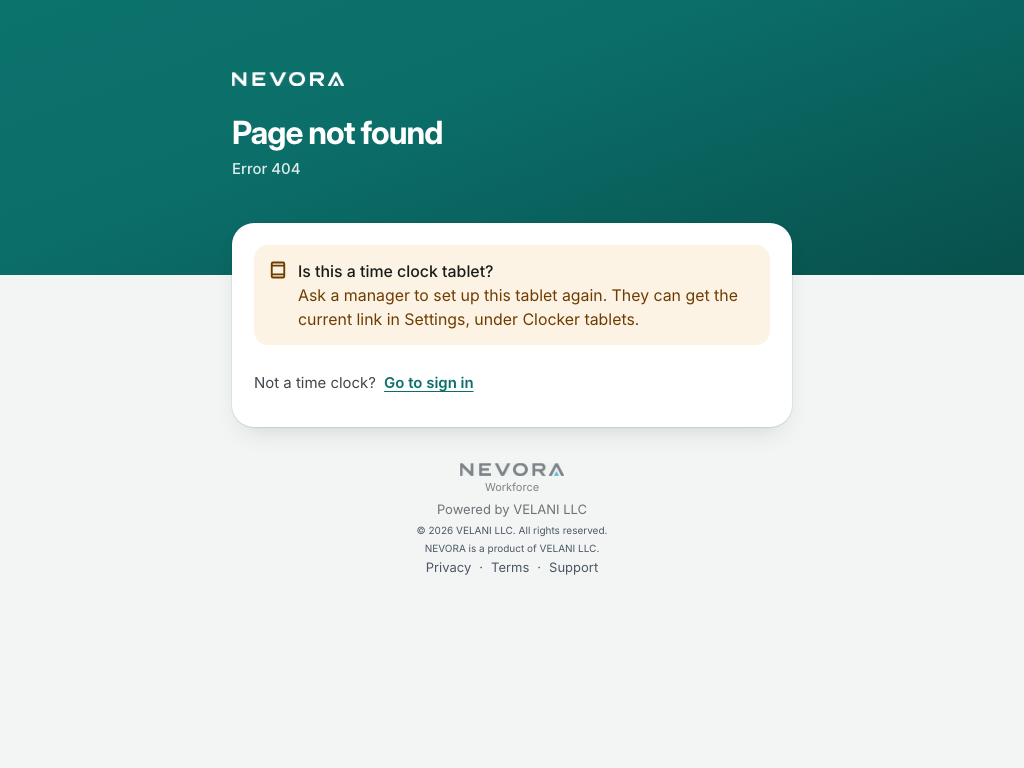 NEVORA
Page not found
Error 404
Is this a time clock tablet?
Ask a manager to set up this tablet again. They can get the
current link in Settings, under Clocker tablets.
Not a time clock? Go to sign in
NEVORA
Workforce
Powered by VELANI LLC
© 2026 VELANI LLC. All rights reserved.
NEVORA is a product of VELANI LLC.
Privacy · Terms · Support